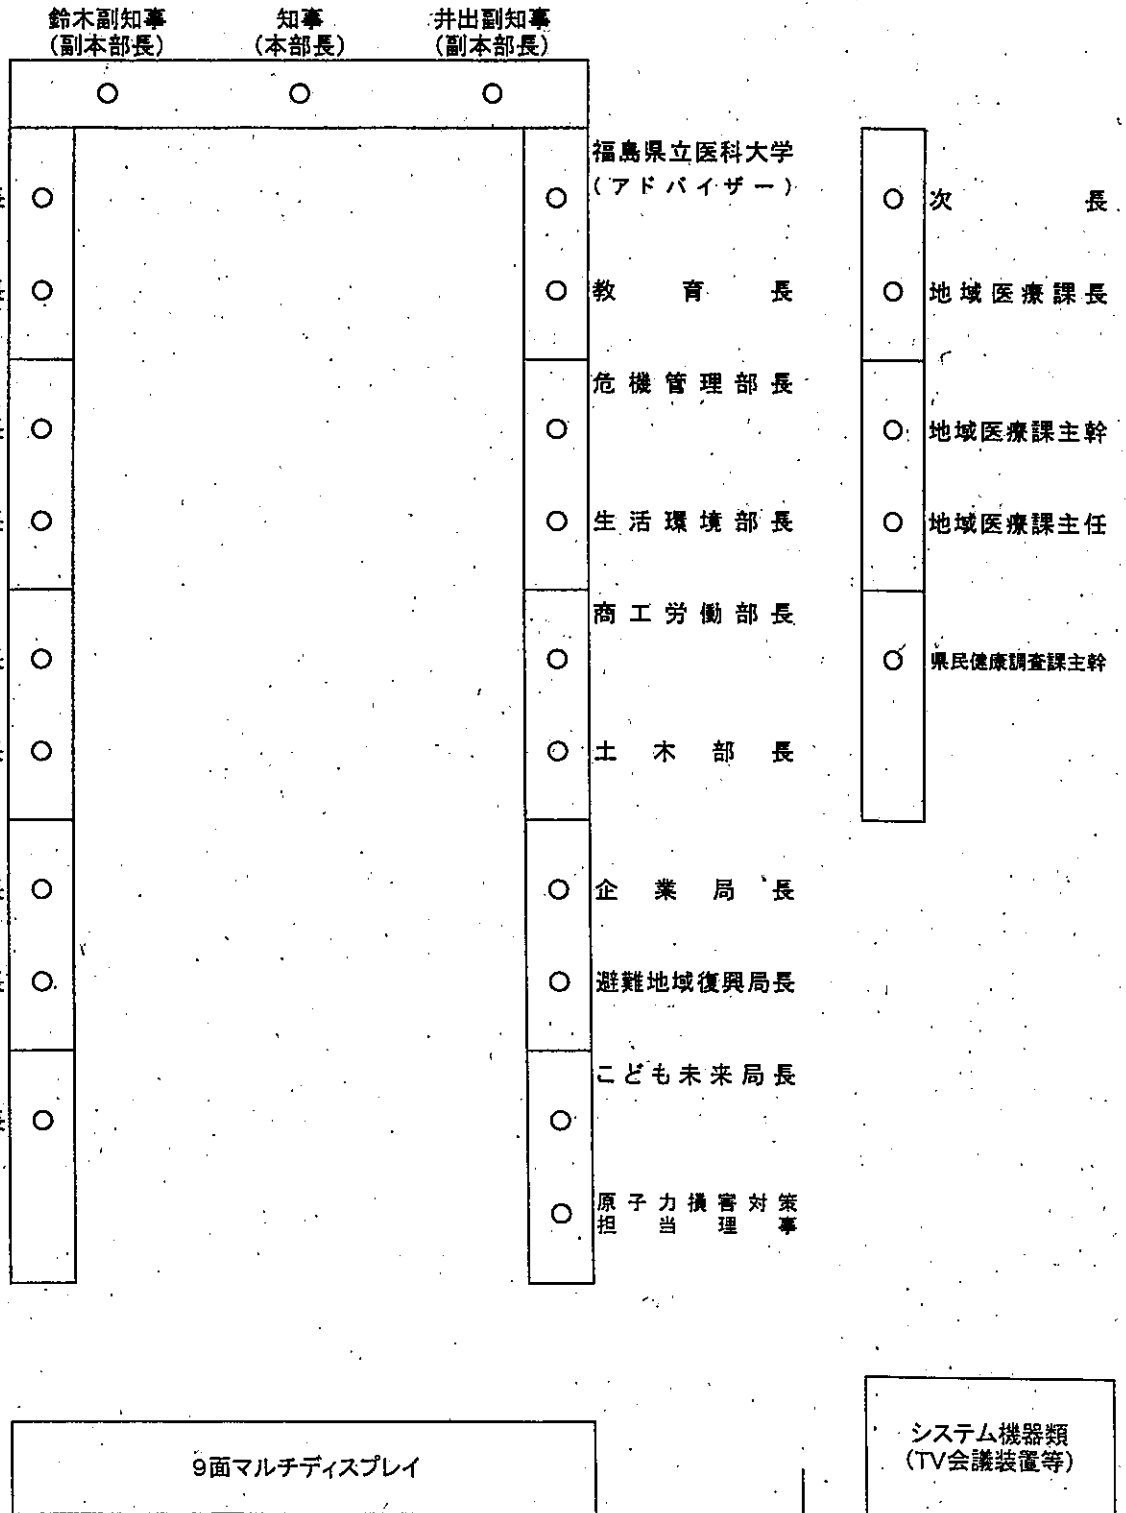 鈴木副知事 知事 井出副知事
(副本部長) (本部長) (副本部長)
福島県立医科大学
(アドバイザー)
教育長
危機管理部長
生活環境部長
商工労働部長
土木部長
企業局長
避難地域復興局長
こども未来局長
原子力損害対策
担当理事
次長
地域医療課長
地域医療課主幹
地域医療課主任
県民健康調査課主幹
9面マルチディスプレイ
システム機器類
(TV会議装置等)